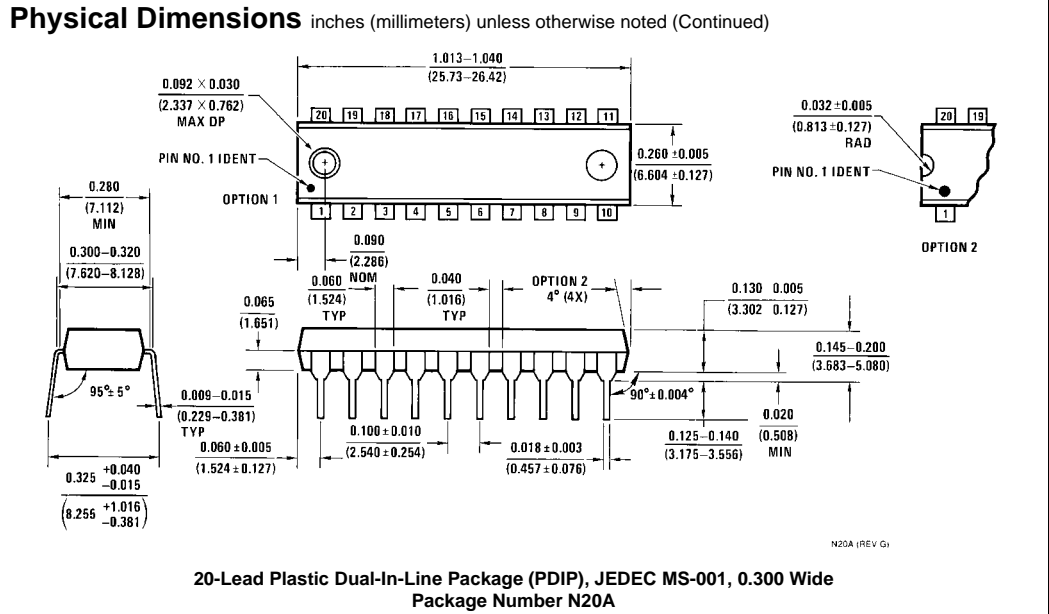 Physical Dimensions inches (millimeters) unless otherwise noted (Continued)
1.013–1.040
(25.73–26.42)
0.092 × 0.030
(2.337 × 0.762)
MAX DP
20 19 18 17 16 15 14 13 12 11
0.032 ±0.005
(0.813 ±0.127)
RAD
20 19
PIN NO. 1 IDENT
0.260 ±0.005
(6.604 ±0.127)
PIN NO. 1 IDENT
OPTION 1
1 2 3 4 5 6 7 8 9 10
1
OPTION 2
0.280
(7.112)
MIN
0.300–0.320
(7.620–8.128)
0.090
(2.286)
NOM
0.060
(1.524)
TYP
0.040
(1.016)
TYP
OPTION 2
4° (4X)
0.130 0.005
(3.302 0.127)
0.065
(1.651)
0.145–0.200
(3.683–5.080)
95°± 5°
0.009–0.015
(0.229–0.381)
TYP
90°±0.004°
0.020
(0.508)
MIN
0.100 ±0.010
(2.540 ±0.254)
0.018 ±0.003
(0.457 ±0.076)
0.125–0.140
(3.175–3.556)
0.060 ±0.005
(1.524 ±0.127)
0.325 +0.040
–0.015
(8.255 +1.016
–0.381)
N20A (REV G)
20-Lead Plastic Dual-In-Line Package (PDIP), JEDEC MS-001, 0.300 Wide
Package Number N20A